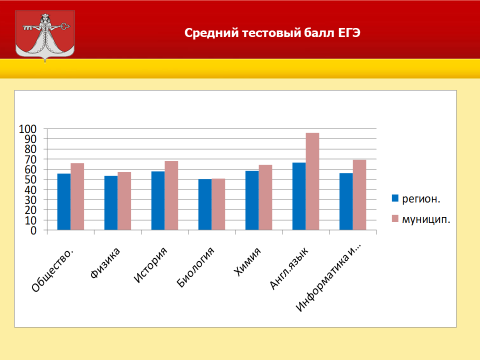 Средний тестовый балл ЕГЭ
100
90
80
70
60
50
40
30
20
10
0
Общество.
Физика
История
Биология
Химия
Англ.язык
Информатика и...
регион.
муницип.